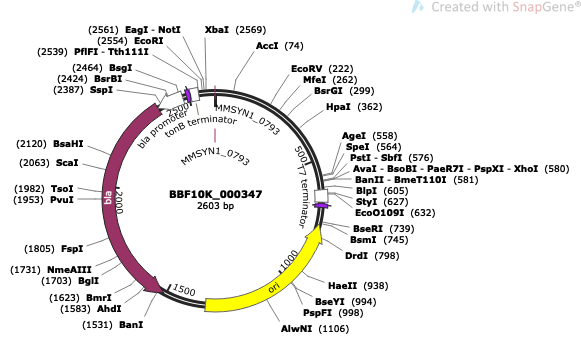 Created with SnapGene®
(2561) EagI - NotI
(2554) EcoRI
(2539) PflFI - Tth111I
(2464) BsgI
(2424) BsrBI
(2387) SspI
XbaI (2569)
AccI (74)
EcoRV (222)
MfeI (262)
BsrGI (299)
HpaI (362)
AgeI (558)
SpeI (564)
PstI - SbfI (576)
AvaI - BsoBI - PaeR7I - PspXI - XhoI (580)
BanII - BmeT110I (581)
BlpI (605)
StyI (627)
EcoO109I (632)
BseRI (739)
BsmI (745)
DrdI (798)
HaeII (938)
BseYI (994)
PspFI (998)
AlwNI (1106)
(2120) BsaHI
(2063) ScaI
(1982) TsoI
(1953) PvuI
(1805) FspI
(1731) NmeAIII
(1703) BglI
(1623) BmrI
(1583) AhdI
(1531) BanI
2500
bla promoter
tonB terminator
MMSYN1_0793
MMSYN1_0793
500
T7 terminator
1000
ori
1500
2000
bla
BBF10K_000347
2603 bp